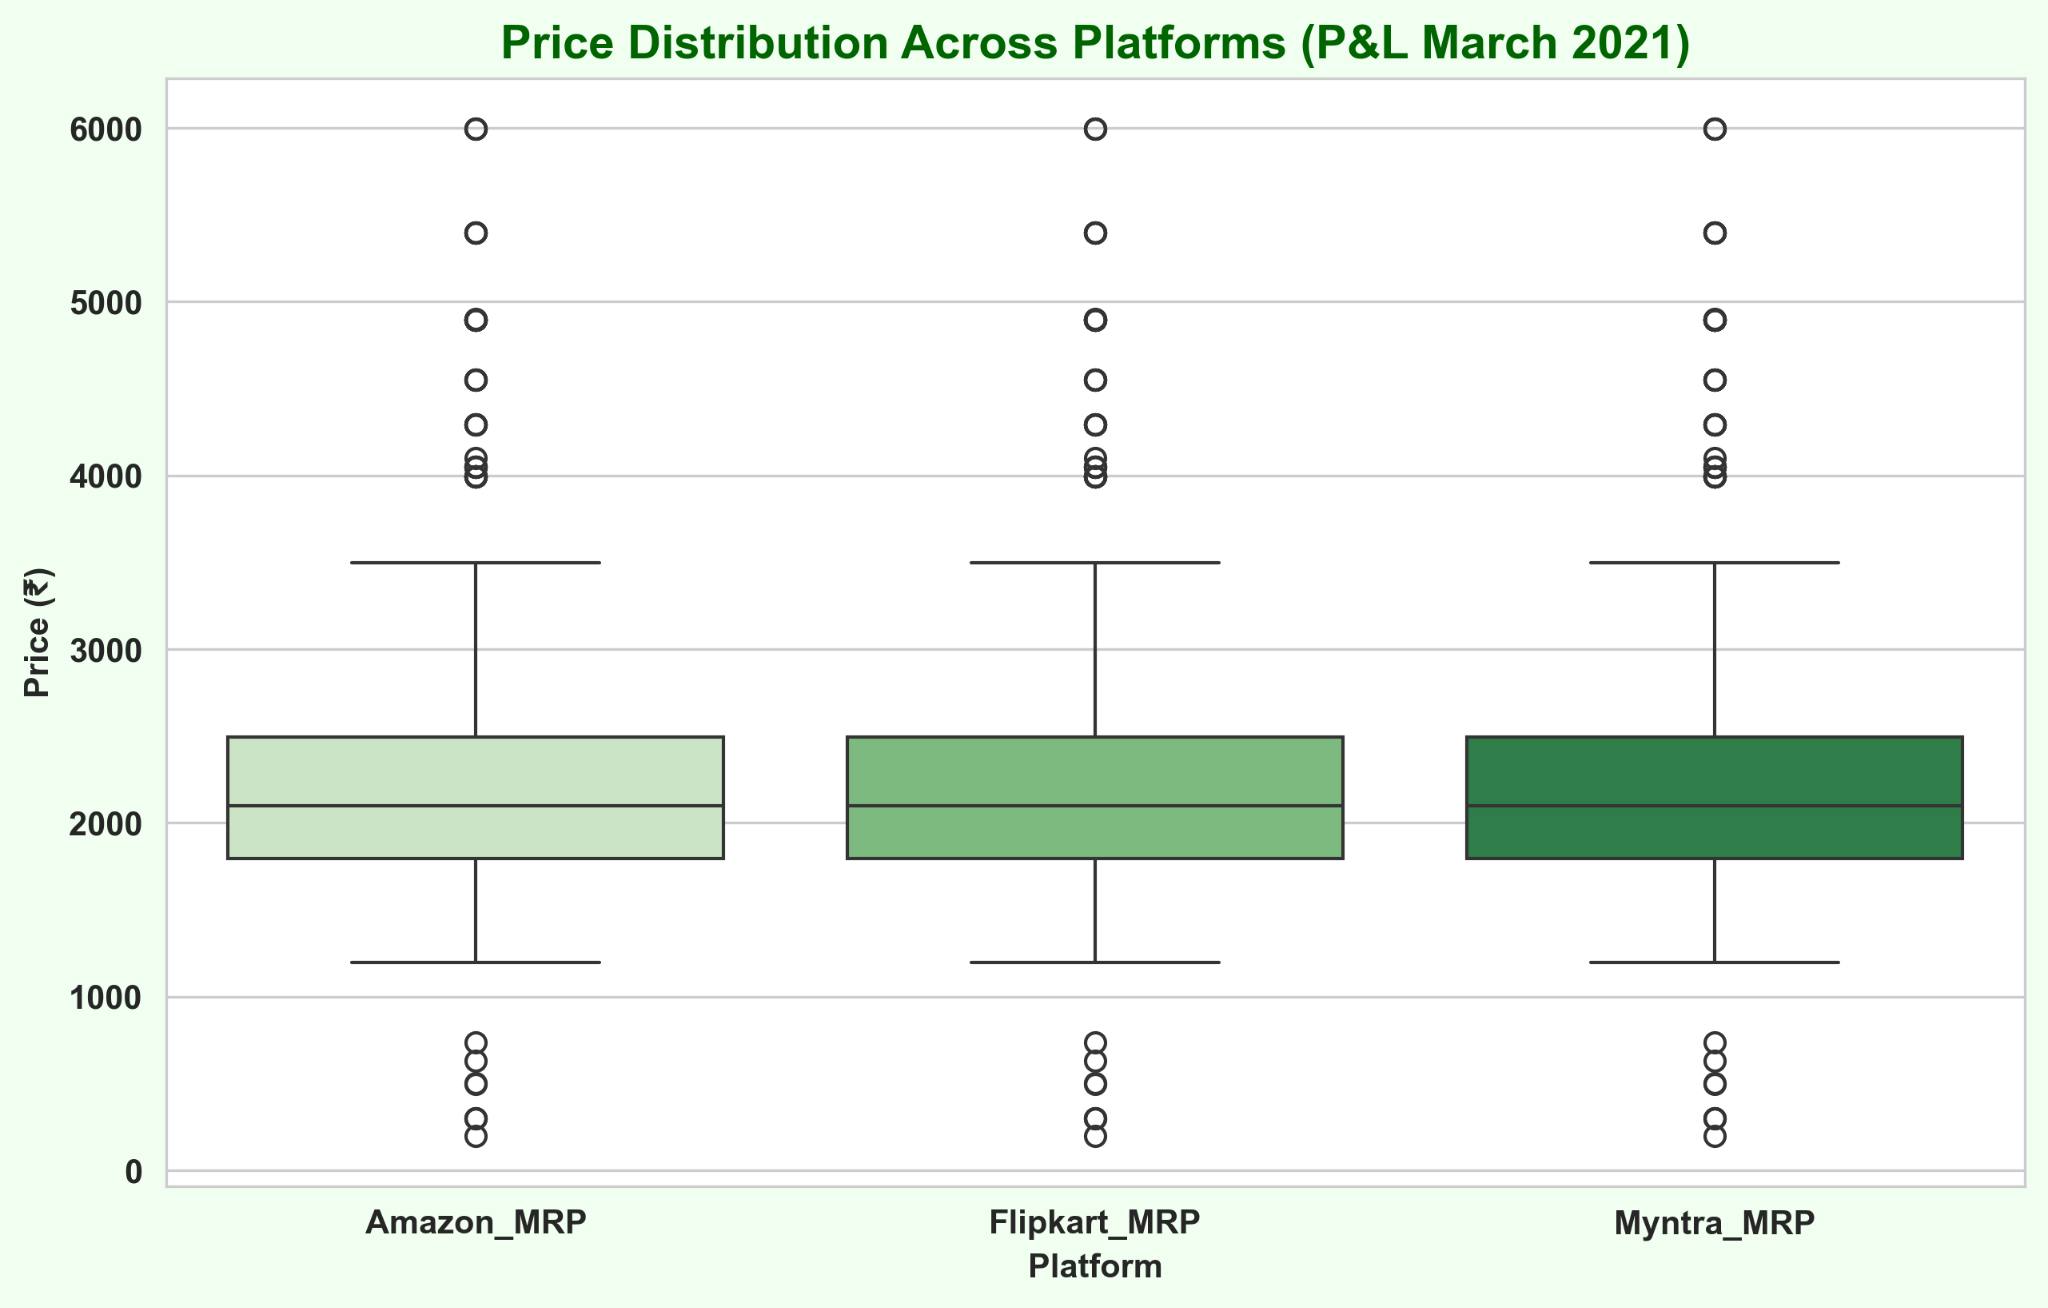 Price Distribution Across Platforms (P&L March 2021)
6000
5000
4000
3000
2000
1000
0
Price (₹)
Amazon_MRP
Flipkart_MRP
Myntra_MRP
Platform